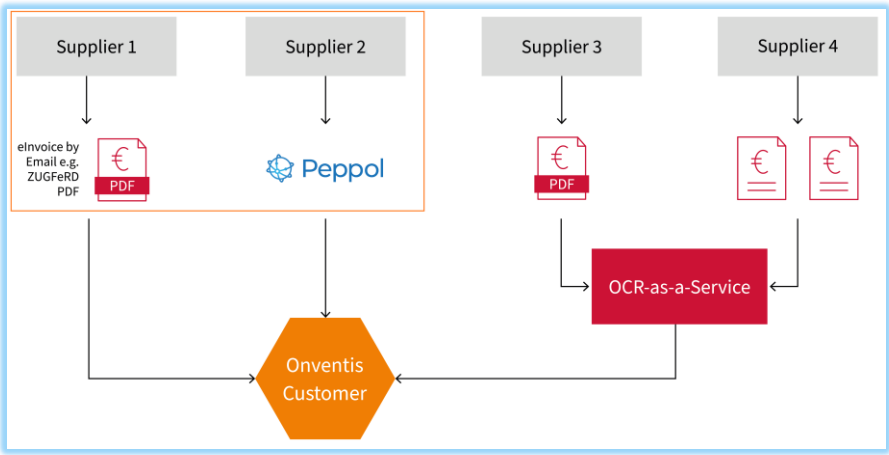 Supplier 1
Supplier 2
Supplier 3
Supplier 4
eInvoice by
Email e.g.
ZUGFeRD
PDF
€
PDF
Peppol
€
PDF
€
€
OCR-as-a-Service
Onventis
Customer